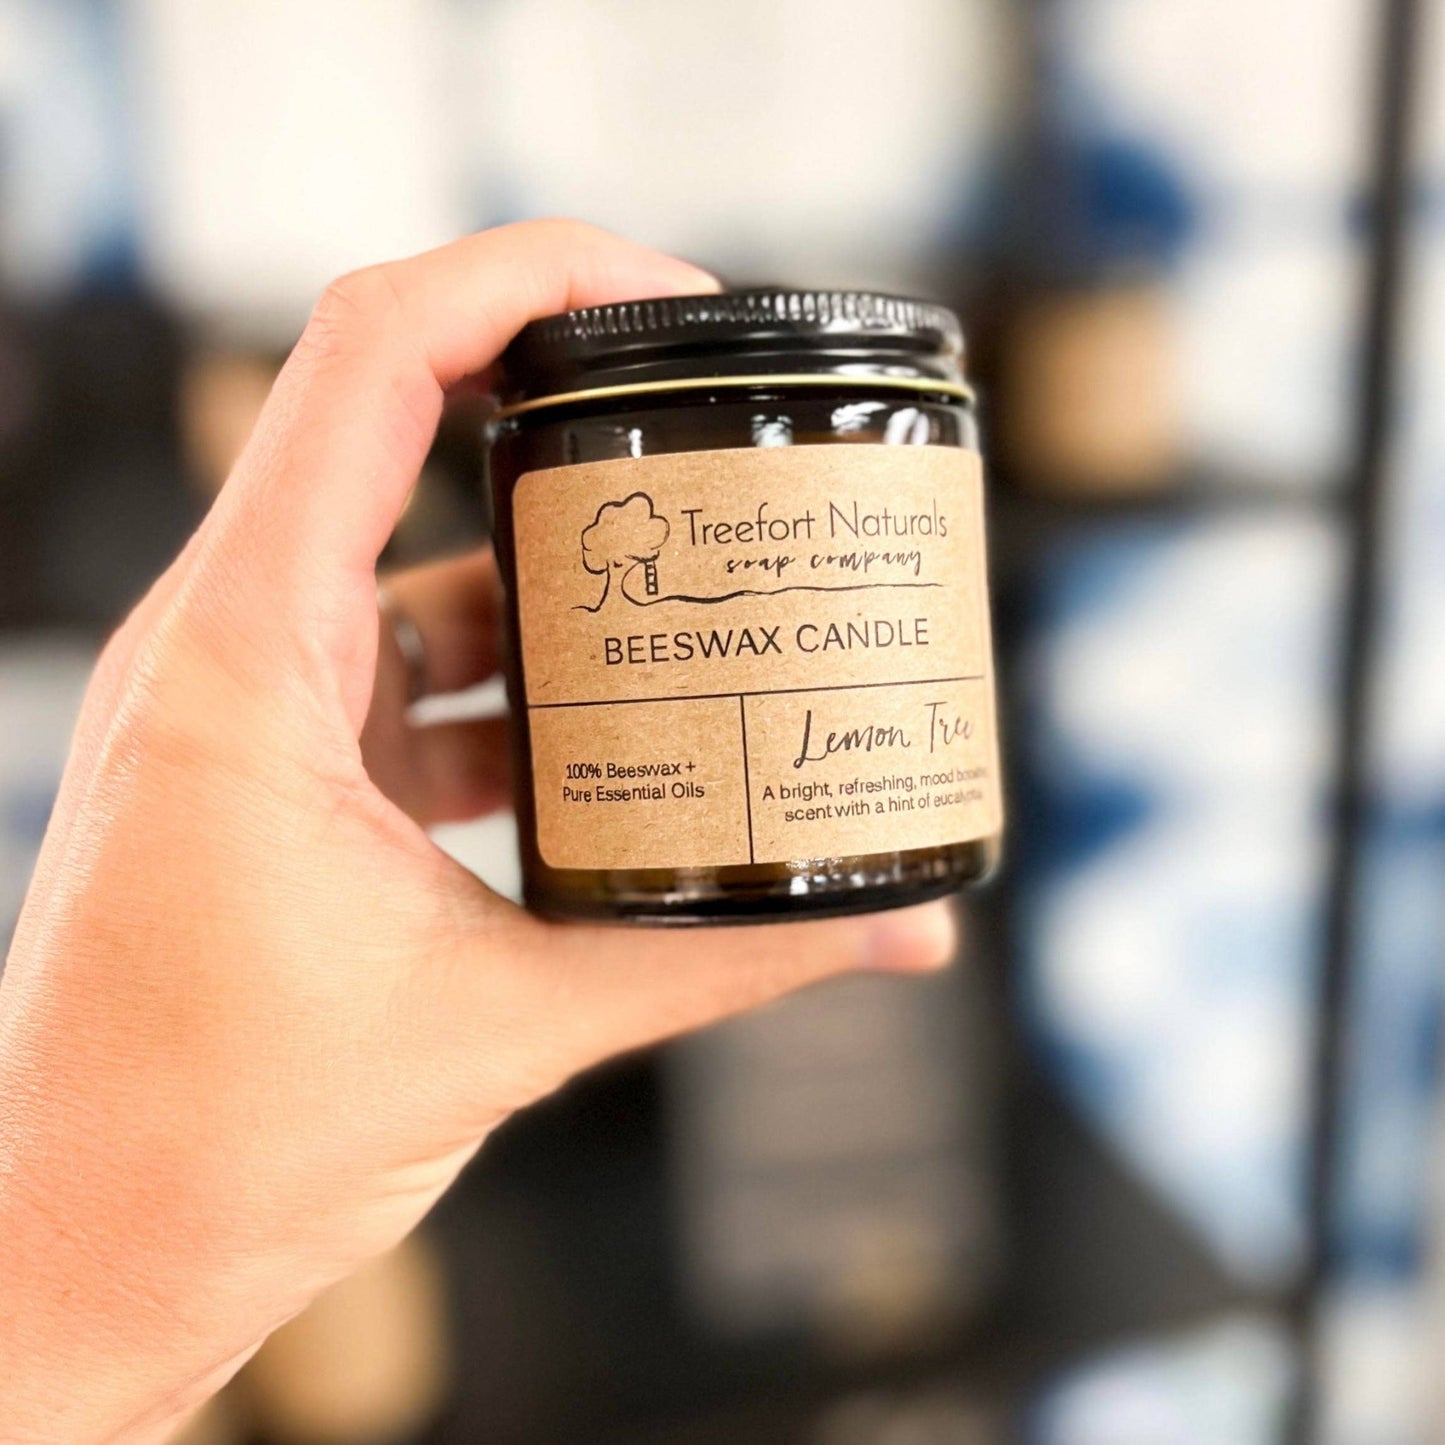 Treefort Naturals
soap company
BEESWAX CANDLE
100% Beeswax +
Pure Essential Oils
Lemon Tree
A bright, refreshing, mood
scent with a hint of eucalyptus